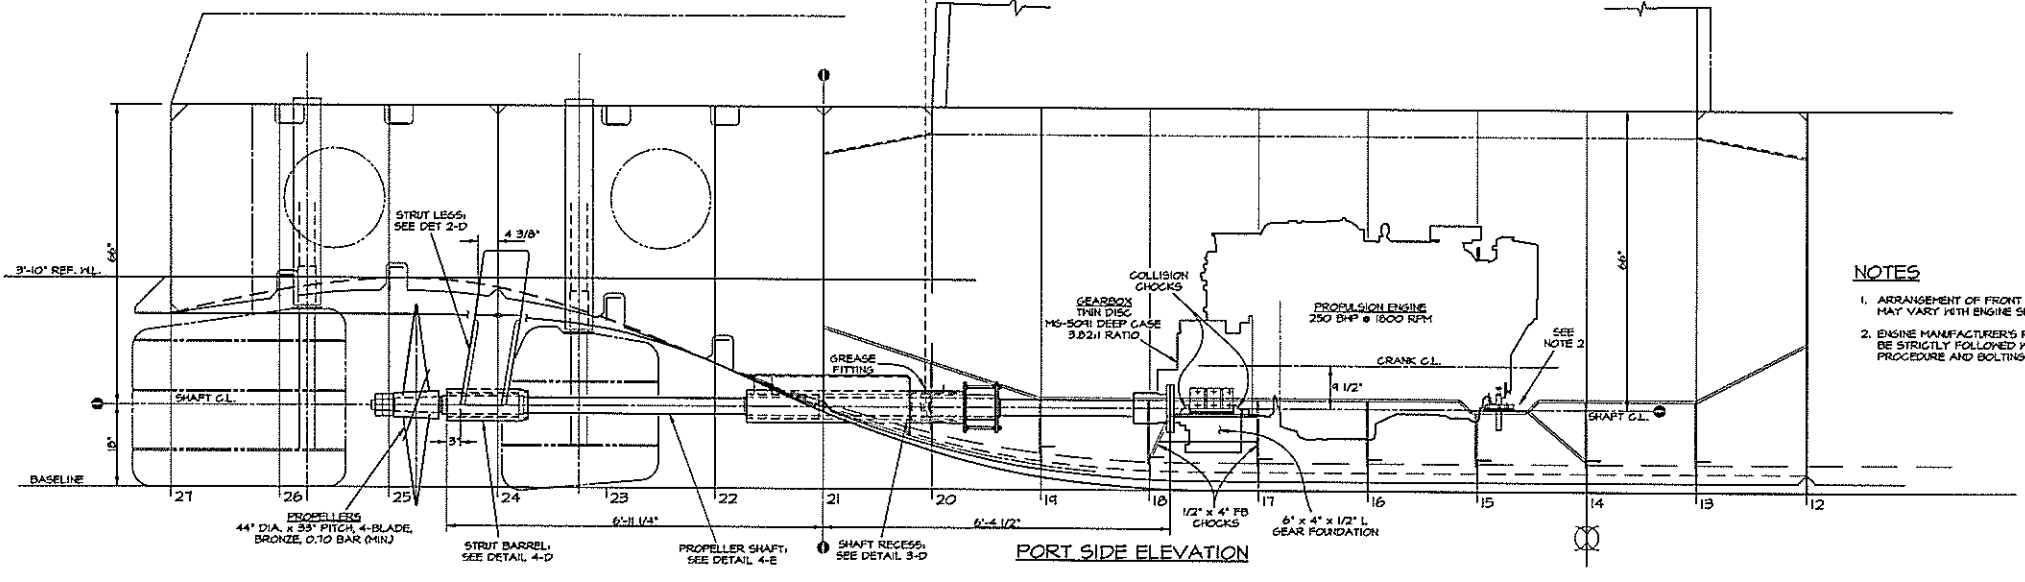 STRUT LEGS:
SEE DET 2-D
4 3/8"
66"
3'-10" REF. W.L.
COLLISION
CHOCKS
GEARBOX
TWIN DISC
MG-5091 DEEP CASE
3.82:1 RATIO
PROPULSION ENGINE
250 BHP @ 1800 RPM
66"
SEE
NOTE 2
NOTES
1. ARRANGEMENT OF FRONT
MAY VARY WITH ENGINE
2. ENGINE MANUFACTURER'S
BE STRICTLY FOLLOWED
PROCEDURE AND BOLTING
GREASE
FITTING
CRANK C.L.
9 1/2"
SHAFT C.L.
SHAFT C.L.
3"
18"
BASELINE
27 26 25 24 23 22 21 20 19 18 17 16 15 14 13 12
PROPELLERS
44" DIA. x 33" PITCH, 4-BLADE,
BRONZE, 0.70 BAR (MIN.)
6'-11 1/4"
6'-4 1/2"
STRUT BARREL:
SEE DETAIL 4-D
PROPELLER SHAFT:
SEE DETAIL 4-E
SHAFT RECESS:
SEE DETAIL 3-D
1/2" x 4" FB
CHOCKS
6" x 4" x 1/2" L
GEAR FOUNDATION
PORT SIDE ELEVATION